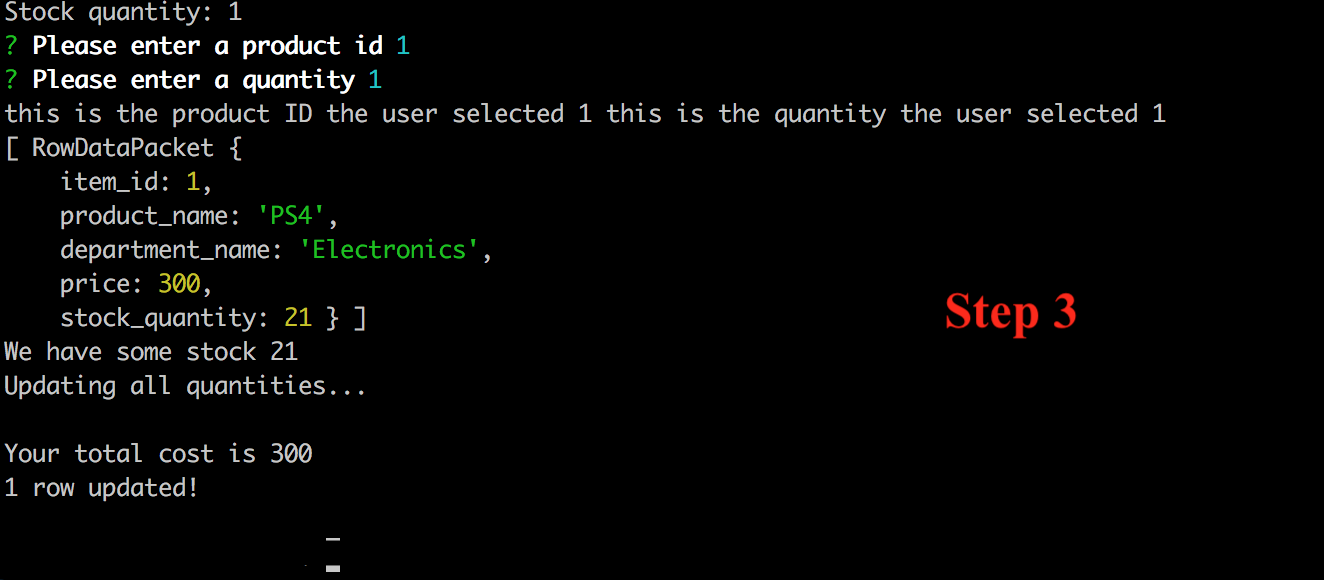 Stock quantity: 1
? Please enter a product id 1
? Please enter a quantity 1
this is the product ID the user selected 1 this is the quantity the user selected 1
[ RowDataPacket {
    item_id: 1,
    product_name: 'PS4',
    department_name: 'Electronics',
    price: 300,
    stock_quantity: 21 } ]
Step 3
We have some stock 21
Updating all quantities...
Your total cost is 300
1 row updated!